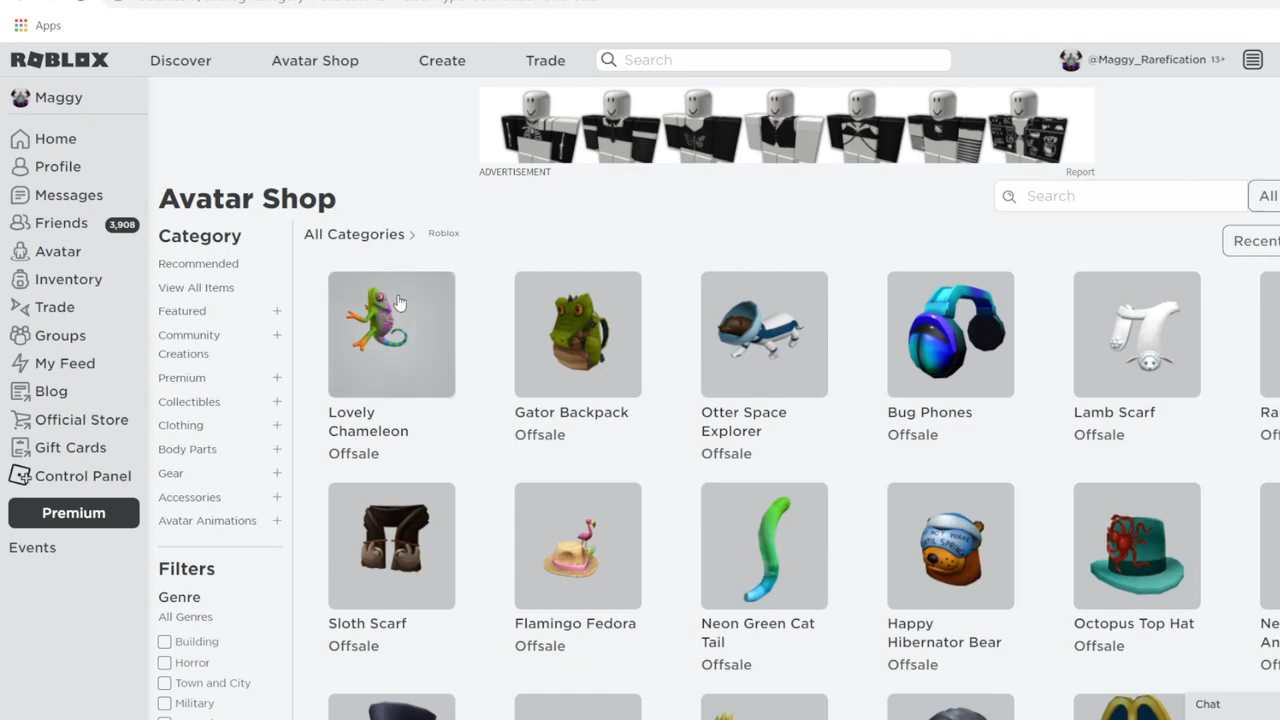 Apps
ROBLOX
Discover
Avatar Shop
Create
Trade
Search
@Maggy_Rarefication 13+
Maggy
Home
Profile
Messages
Friends 3,908
Avatar
Inventory
Trade
Groups
My Feed
Blog
Official Store
Gift Cards
Control Panel
Premium
Events
ADVERTISEMENT
Report
Avatar Shop
Search
All
Category
Recommended
View All Items
Featured +
Community +
Creations
Premium +
Collectibles +
Clothing +
Body Parts +
Gear +
Accessories +
Avatar Animations +
Filters
Genre
All Genres
Building
Horror
Town and City
Military
All Categories > Roblox
Recent
Lovely
Chameleon
Offsale
Gator Backpack
Offsale
Otter Space
Explorer
Offsale
Bug Phones
Offsale
Lamb Scarf
Offsale
Sloth Scarf
Offsale
Flamingo Fedora
Offsale
Neon Green Cat
Tail
Offsale
Happy
Hibernator Bear
Offsale
Octopus Top Hat
Offsale
Chat